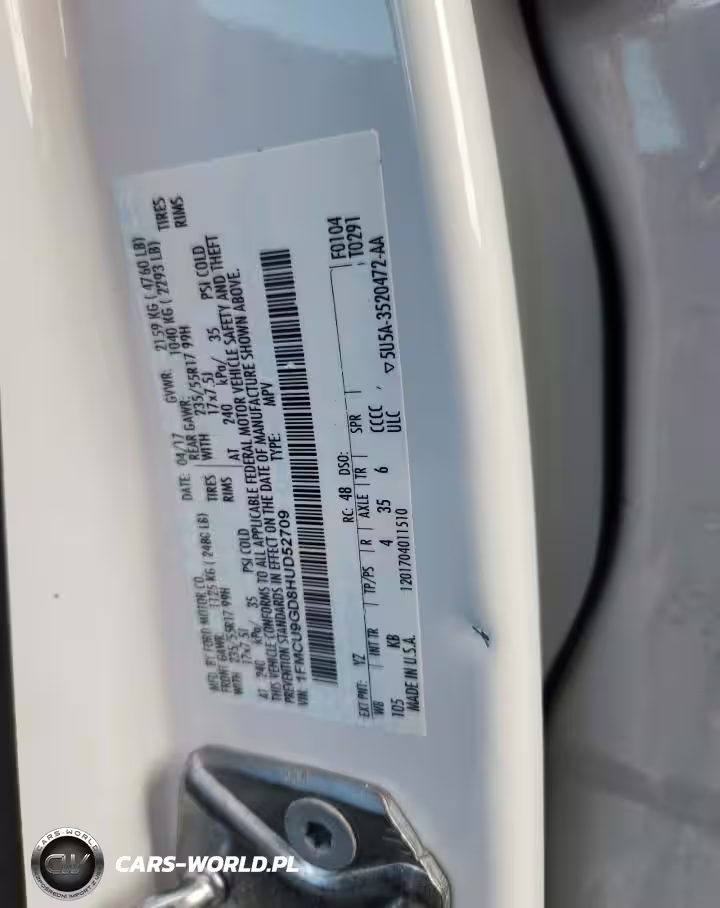 MFD. BY FORD MOTOR CO.
DATE: 04/17 GVWR: 2159 KG ( 4760 LB)
FRONT GAWR: 1125 KG ( 2480 LB) REAR GAWR: 1040 KG ( 2293 LB)
WITH 235/55R17 99H TIRES WITH 235/55R17 99H TIRES
17x7.5J RIMS 17x7.5J RIMS
AT 240 kPa/ 35 PSI COLD AT 240 kPa/ 35 PSI COLD
THIS VEHICLE CONFORMS TO ALL APPLICABLE FEDERAL MOTOR VEHICLE SAFETY AND THEFT
PREVENTION STANDARDS IN EFFECT ON THE DATE OF MANUFACTURE SHOWN ABOVE.
VIN: 1FMCU9GD8HUD52709 TYPE: MPV
F0104
T0291
EXT PNT: YZ RC: 48 DSO:
WB INT TR TP/PS R AXLE TR SPR
105 KB 4 35 6 CCCC ▽5U5A-3520472-AA
MADE IN U.S.A. 1201704011510 ULC
CARS-WORLD
CW
BEZPOŚREDNI IMPORT Z
CARS-WORLD.PL